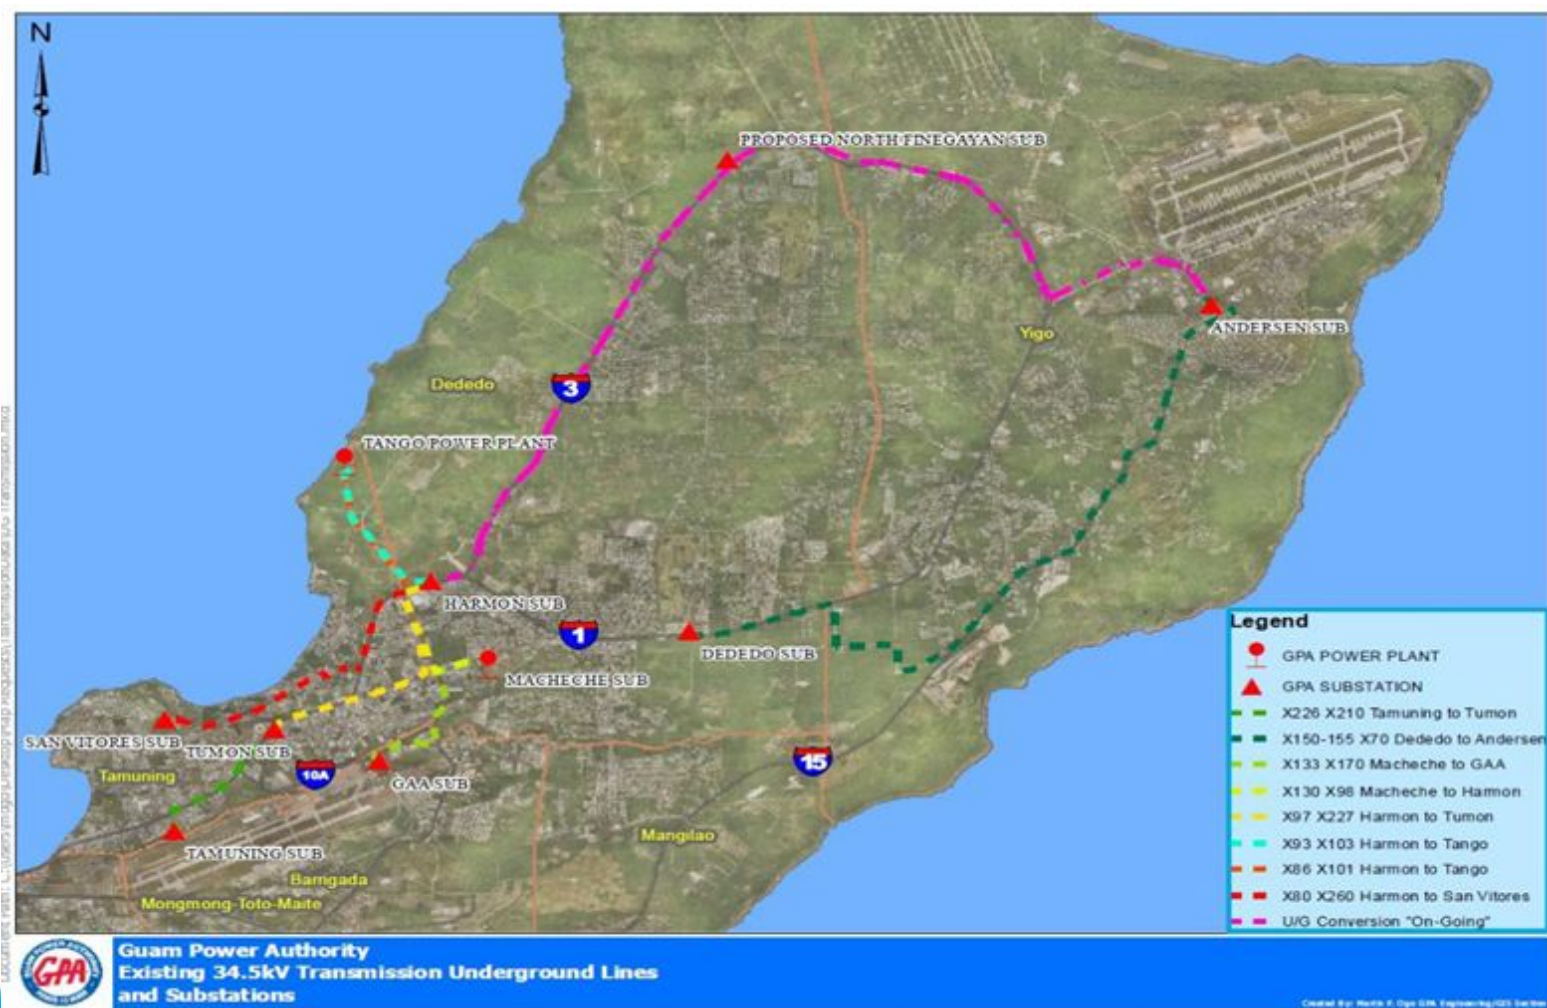 N
PROPOSED NORTH FINEGAYAN SUB
ANDERSEN SUB
Yigo
3
Dededo
TANGO POWER PLANT
HARMON SUB
1
DEDEDO SUB
MACHECHE SUB
SAN VITORES SUB
TUMON SUB
Tamuning
10A
GAA SUB
15
TAMUNING SUB
Mangilao
Barrigada
Mongmong-Toto-Maite
Legend
GPA POWER PLANT
GPA SUBSTATION
X226 X210 Tamuning to Tumon
X150-155 X70 Dededo to Andersen
X133 X170 Macheche to GAA
X130 X98 Macheche to Harmon
X97 X227 Harmon to Tumon
X93 X103 Harmon to Tango
X86 X101 Harmon to Tango
X80 X260 Harmon to San Vitores
U/G Conversion "On-Going"
GUAM POWER AUTHORITY
GPA
Guam Power Authority
Existing 34.5kV Transmission Underground Lines
and Substations